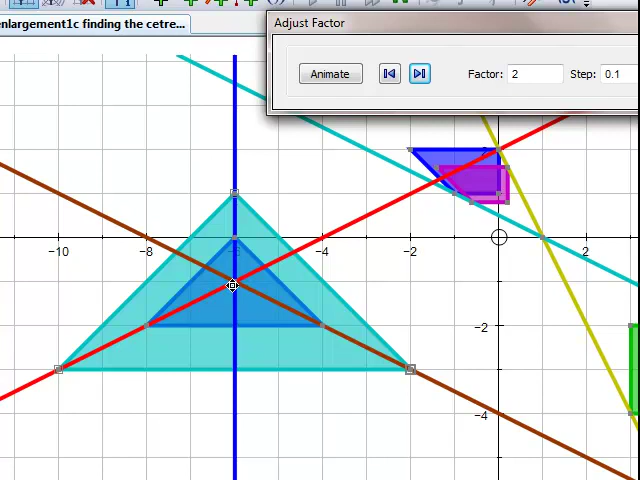 enlargement1c finding the cetre...
Adjust Factor
Animate
Factor: 2
Step: 0.1
−10
−8
−4
−2
2
2
−2
−4